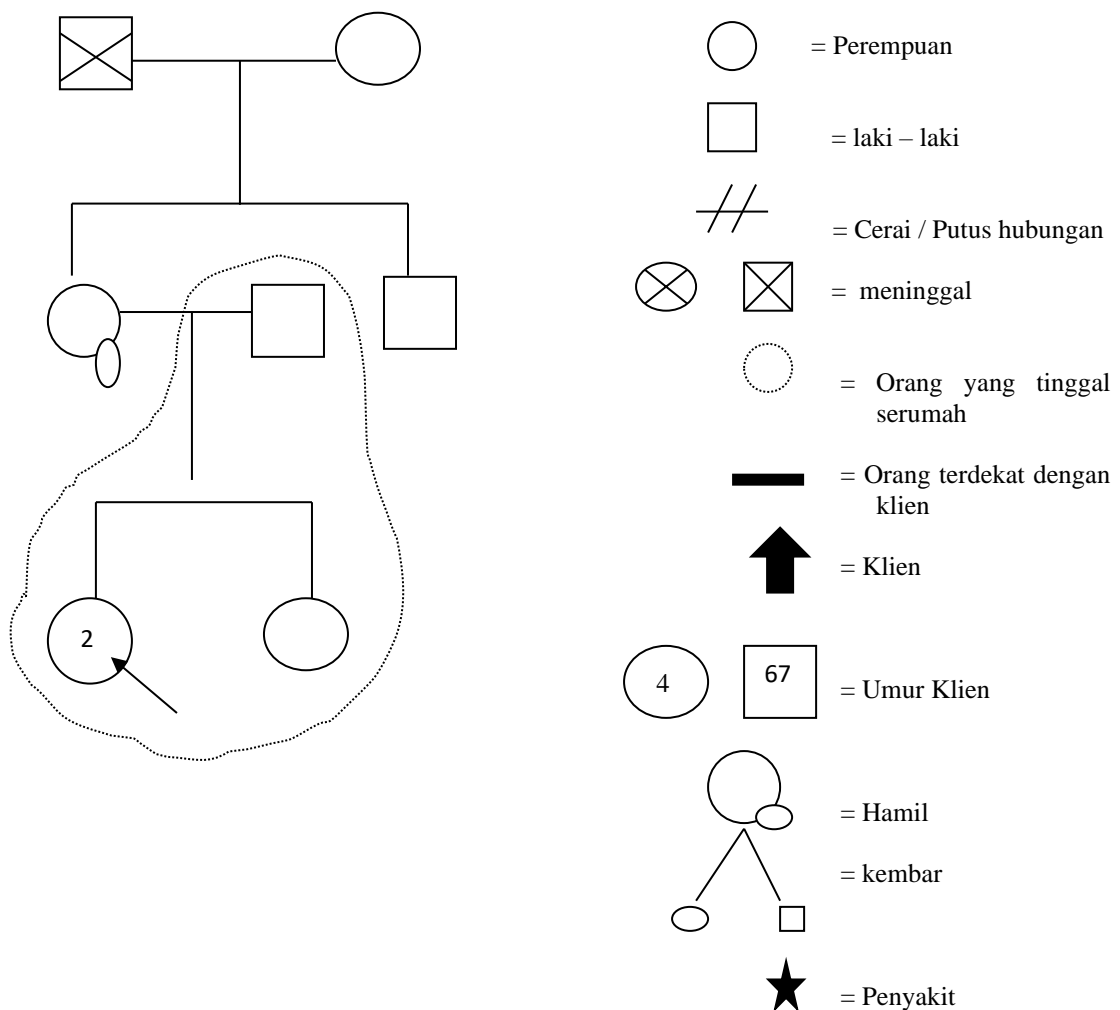 = Perempuan
= laki – laki
= Cerai / Putus hubungan
= meninggal
= Orang yang tinggal
serumah
= Orang terdekat dengan
klien
= Klien
2
4
67
= Umur Klien
= Hamil
= kembar
= Penyakit